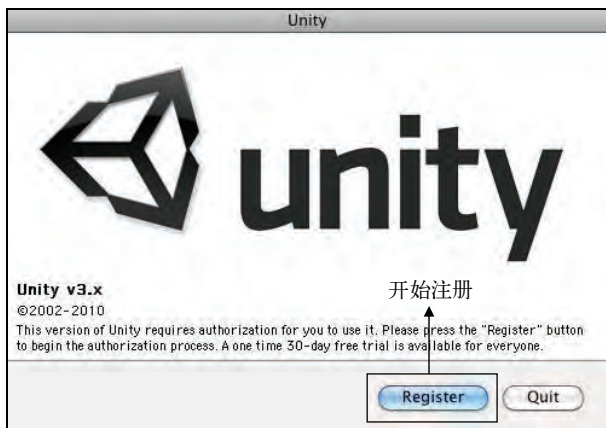 Unity
unity
Unity v3.x
开始注册
©2002-2010
This version of Unity requires authorization for you to use it. Please press the "Register" button
to begin the authorization process. A one time 30-day free trial is available for everyone.
Register
Quit